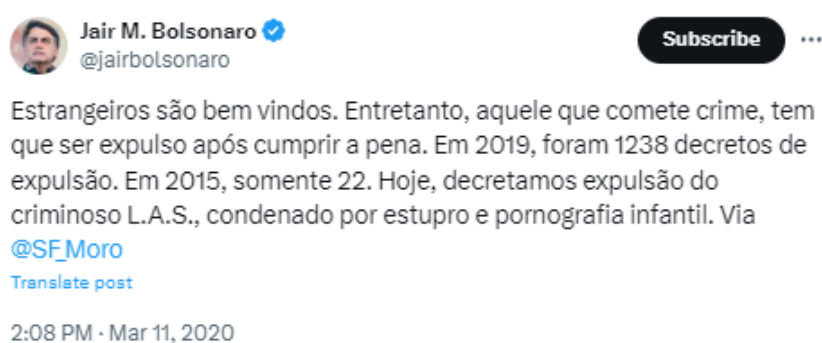 Jair M. Bolsonaro
@jairbolsonaro
Subscribe
Estrangeiros são bem vindos. Entretanto, aquele que comete crime, tem
que ser expulso após cumprir a pena. Em 2019, foram 1238 decretos de
expulsão. Em 2015, somente 22. Hoje, decretamos expulsão do
criminoso L.A.S., condenado por estupro e pornografia infantil. Via
@SF_Moro
Translate post
2:08 PM · Mar 11, 2020